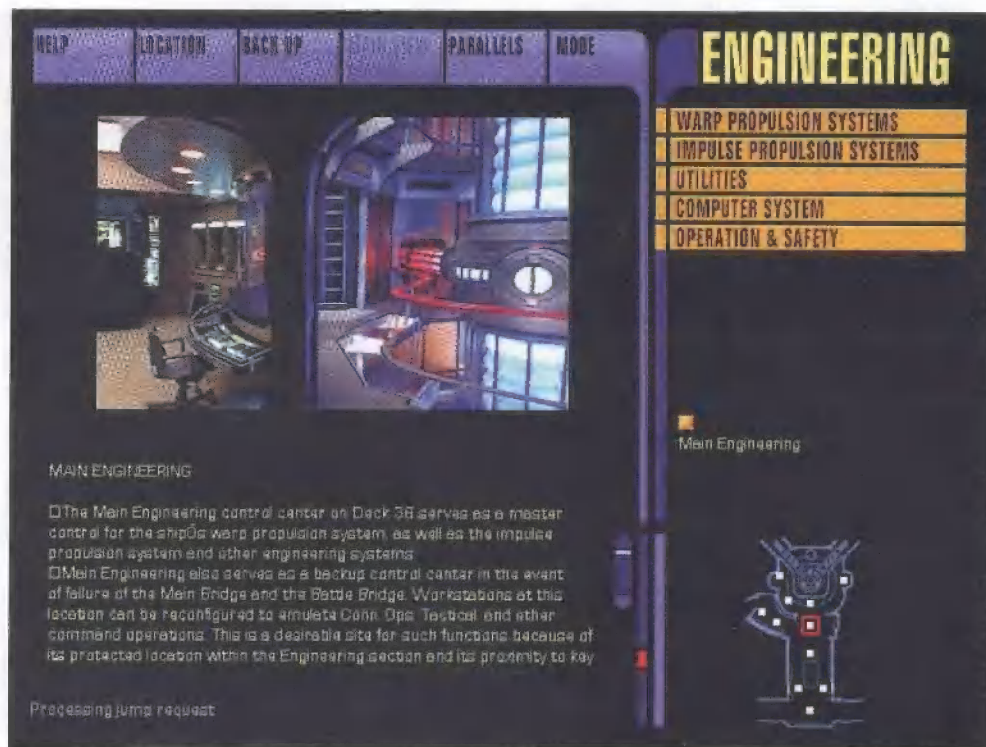 HELP
LOCATION
BACK UP
MAIN VIEW
PARALLELS
MODE
ENGINEERING
WARP PROPULSION SYSTEMS
IMPULSE PROPULSION SYSTEMS
UTILITIES
COMPUTER SYSTEM
OPERATION & SAFETY
Main Engineering
MAIN ENGINEERING
□The Main Engineering control center on Deck 36 serves as a master
control for the shipÕs warp propulsion system, as well as the impulse
propulsion system and other engineering systems.
□Main Engineering also serves as a backup control center in the event
of failure of the Main Bridge and the Battle Bridge. Workstations at this
location can be reconfigured to emulate Conn, Ops, Tactical and other
command operations. This is a desirable site for such functions because of
its protected location within the Engineering section and its proximity to key
Processing jump request